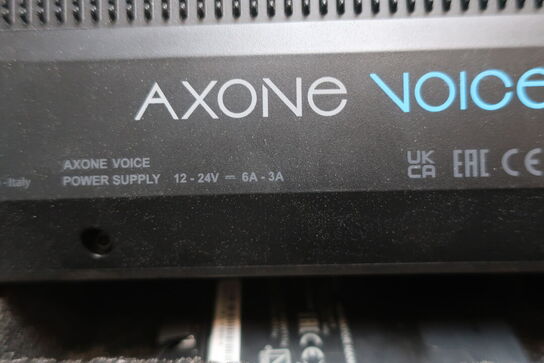 AXONE VOICE
AXONE VOICE
- Italy POWER SUPPLY 12 - 24V ⎓ 6A - 3A
UK CA EAC CE